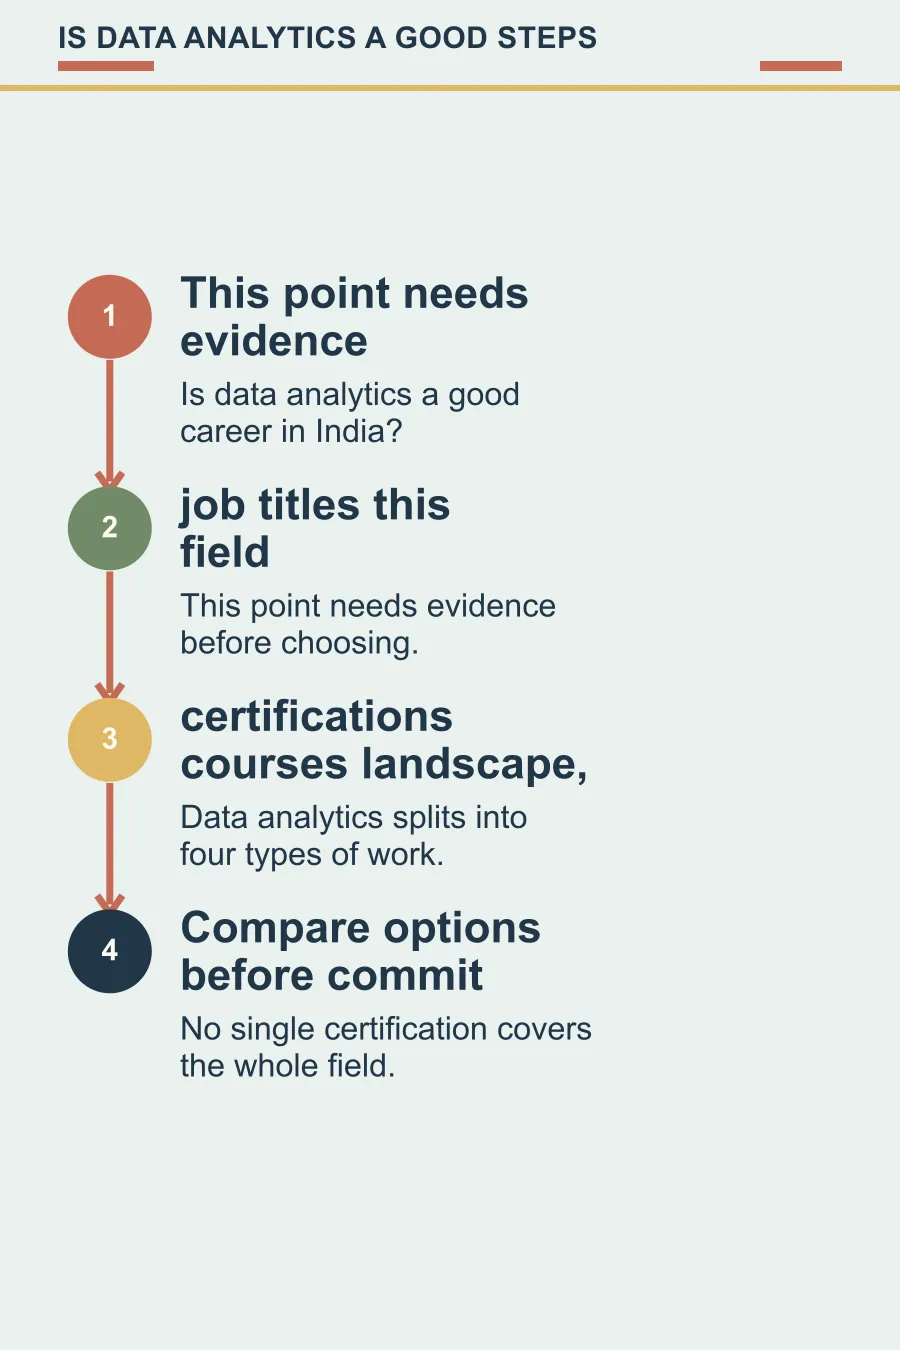 IS DATA ANALYTICS A GOOD STEPS
1
This point needs
evidence
Is data analytics a good
career in India?
2
job titles this
field
This point needs evidence
before choosing.
3
certifications
courses landscape,
Data analytics splits into
four types of work.
4
Compare options
before commit
No single certification covers
the whole field.